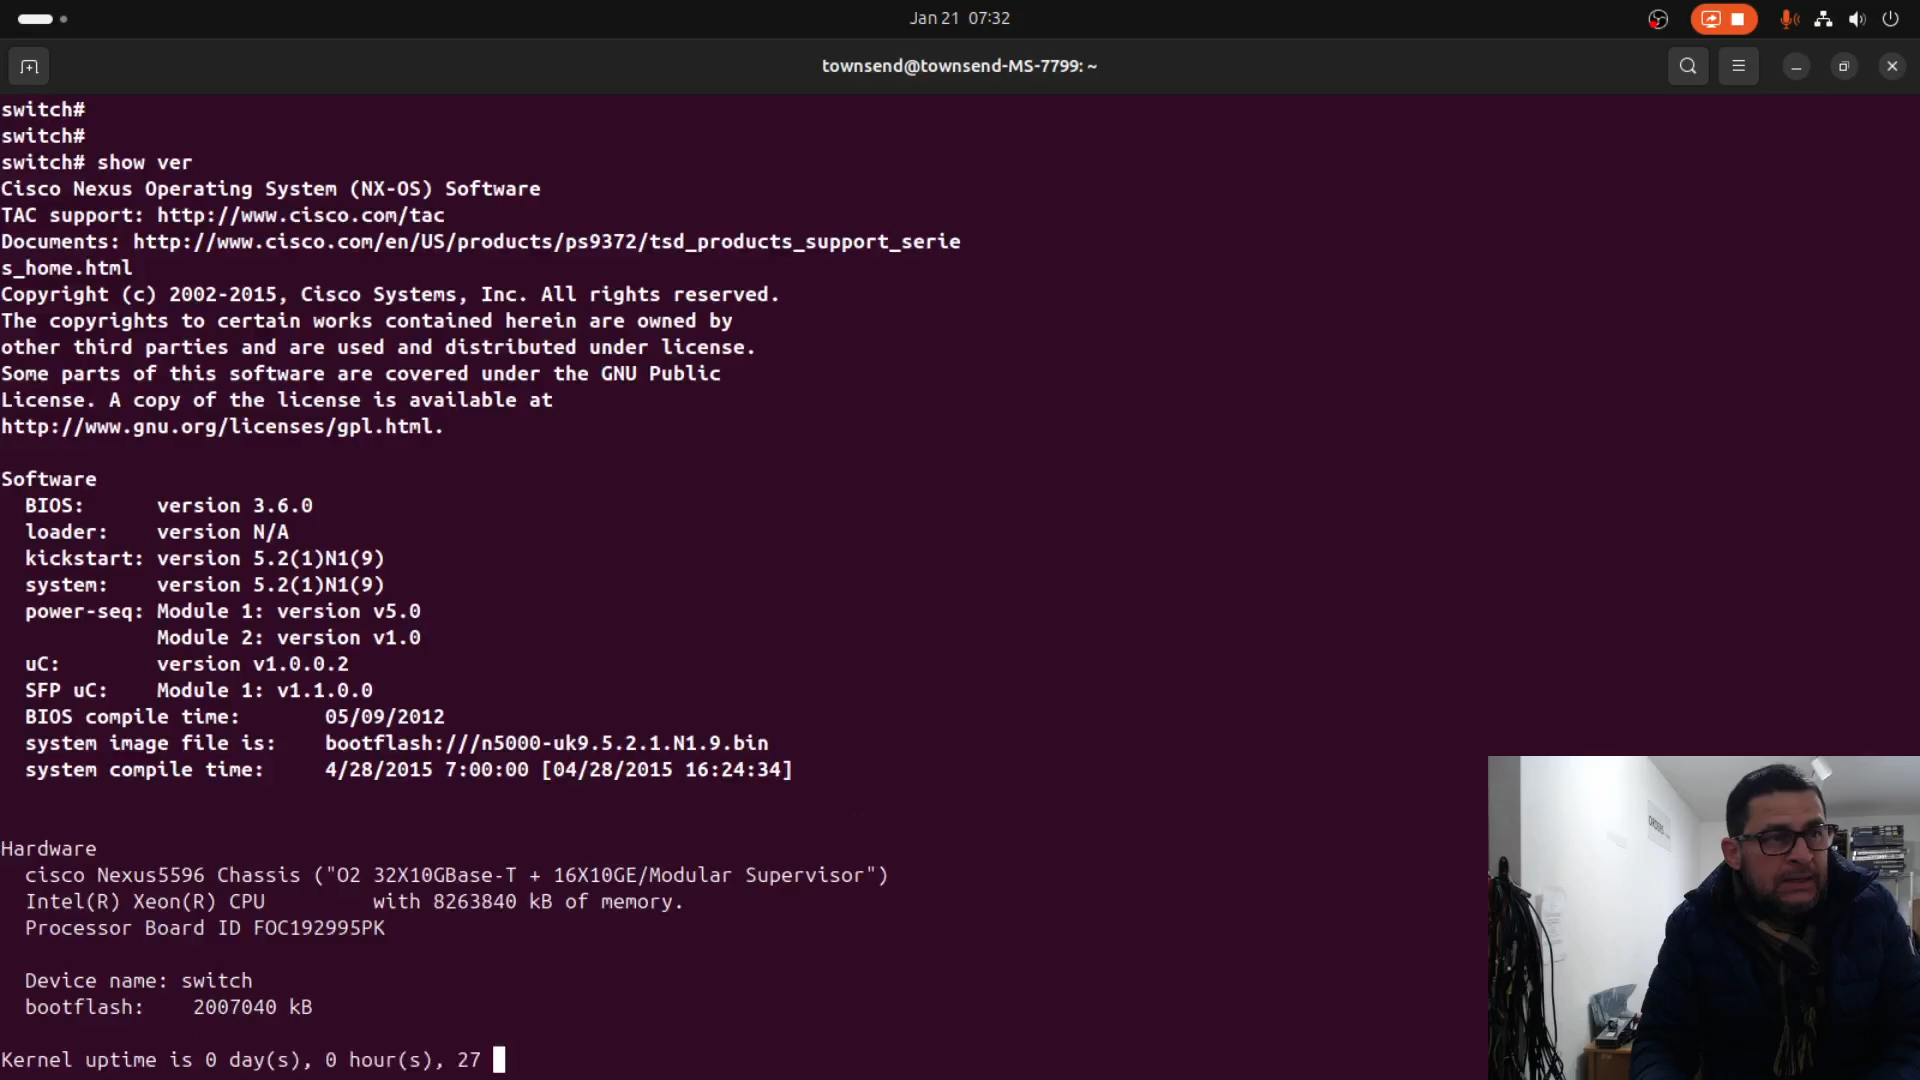 Jan 21 07:32
townsend@townsend-MS-7799: ~
switch#
switch#
switch# show ver
Cisco Nexus Operating System (NX-OS) Software
TAC support: http://www.cisco.com/tac
Documents: http://www.cisco.com/en/US/products/ps9372/tsd_products_support_serie
s_home.html
Copyright (c) 2002-2015, Cisco Systems, Inc. All rights reserved.
The copyrights to certain works contained herein are owned by
other third parties and are used and distributed under license.
Some parts of this software are covered under the GNU Public
License. A copy of the license is available at
http://www.gnu.org/licenses/gpl.html.
Software
BIOS: version 3.6.0
loader: version N/A
kickstart: version 5.2(1)N1(9)
system: version 5.2(1)N1(9)
power-seq: Module 1: version v5.0
Module 2: version v1.0
uC: version v1.0.0.2
SFP uC: Module 1: v1.1.0.0
BIOS compile time: 05/09/2012
system image file is: bootflash:///n5000-uk9.5.2.1.N1.9.bin
system compile time: 4/28/2015 7:00:00 [04/28/2015 16:24:34]
Hardware
cisco Nexus5596 Chassis ("O2 32X10GBase-T + 16X10GE/Modular Supervisor")
Intel(R) Xeon(R) CPU with 8263840 kB of memory.
Processor Board ID FOC192995PK
Device name: switch
bootflash: 2007040 kB
Kernel uptime is 0 day(s), 0 hour(s), 27
ORDERS